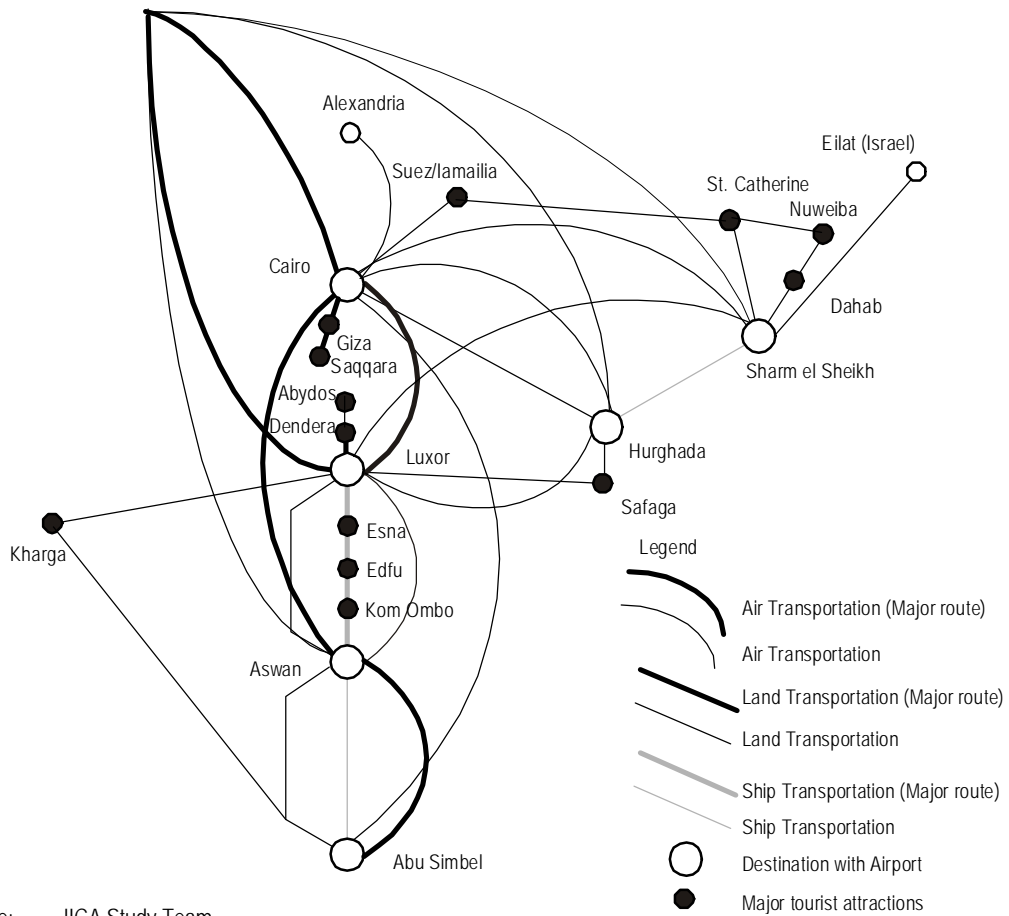 Alexandria
Eilat (Israel)
Suez/Iamailia
St. Catherine
Nuweiba
Cairo
Dahab
Giza
Saqqara
Sharm el Sheikh
Abydos
Dendera
Luxor
Hurghada
Safaga
Kharga
Esna
Edfu
Kom Ombo
Aswan
Abu Simbel
Legend
Air Transportation (Major route)
Air Transportation
Land Transportation (Major route)
Land Transportation
Ship Transportation (Major route)
Ship Transportation
Destination with Airport
Major tourist attractions
JICA Study Team